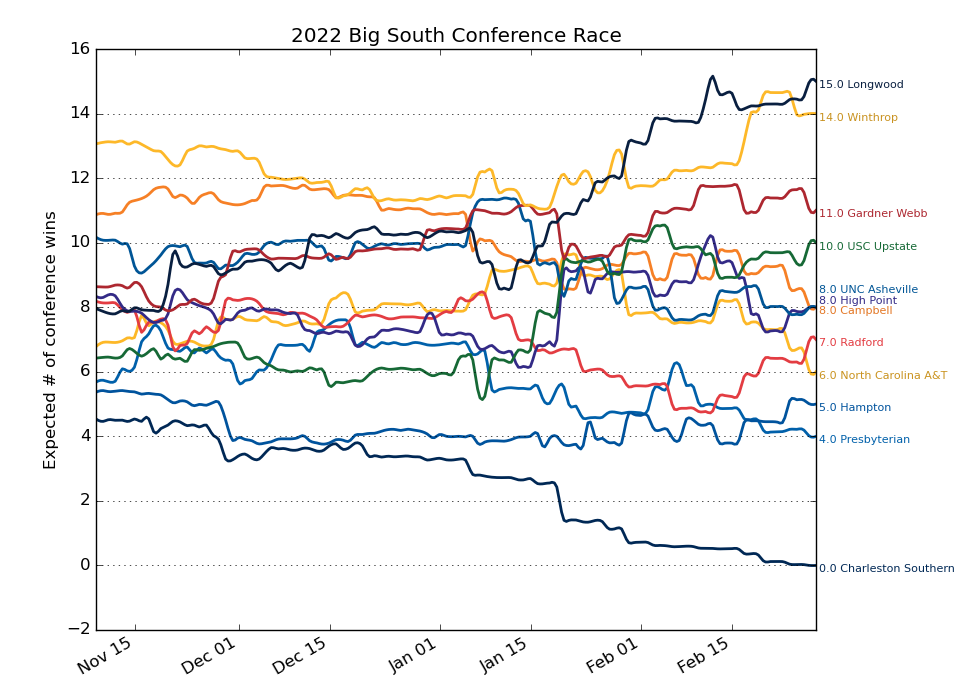 2022 Big South Conference Race
Expected # of conference wins
16
14
12
10
8
6
4
2
0
−2
Nov 15
Dec 01
Dec 15
Jan 01
Jan 15
Feb 01
Feb 15
15.0 Longwood
14.0 Winthrop
11.0 Gardner Webb
10.0 USC Upstate
8.0 UNC Asheville
8.0 High Point
8.0 Campbell
7.0 Radford
6.0 North Carolina A&T
5.0 Hampton
4.0 Presbyterian
0.0 Charleston Southern